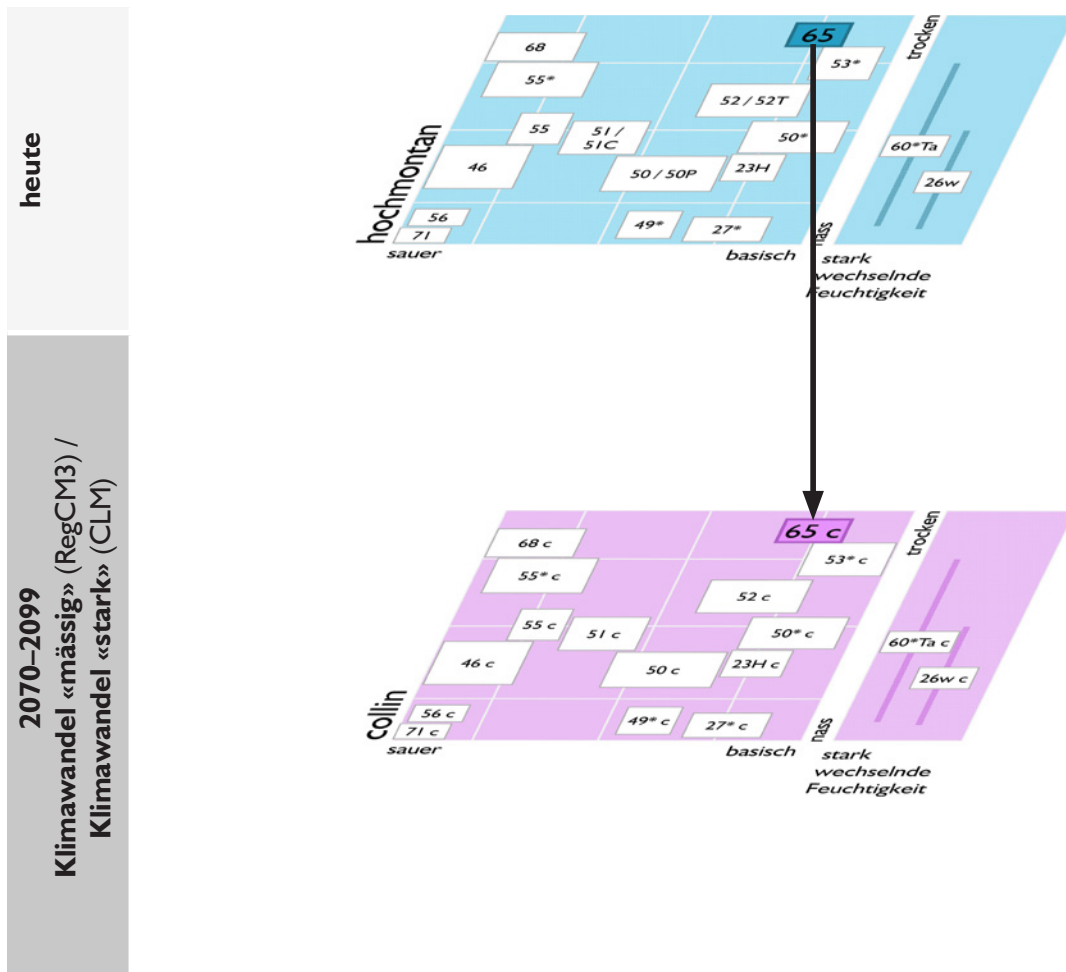 heute
65
trocken
68
53*
55*
52 / 52T
55
51 /
51C
50*
60*Ta
46
50 / 50P
23H
26w
hochmontan
56
49*
27*
71
nass
sauer
basisch
stark
wechselnde
Feuchtigkeit
2070–2099
Klimawandel «mässig» (RegCM3) /
Klimawandel «stark» (CLM)
65 c
trocken
68 c
53* c
55* c
52 c
55 c
51 c
50* c
60*Ta c
46 c
50 c
23H c
26w c
collin
56 c
49* c
27* c
71 c
nass
sauer
basisch
stark
wechselnde
Feuchtigkeit